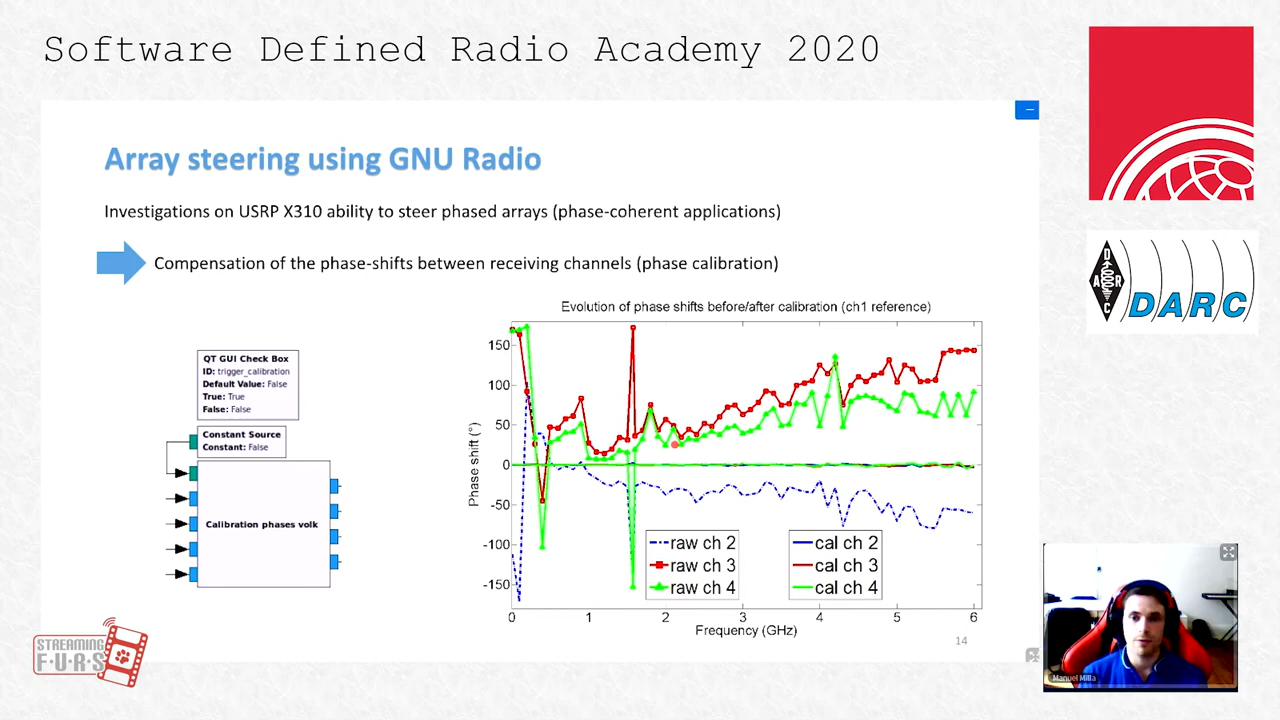 Software Defined Radio Academy 2020
Array steering using GNU Radio
Investigations on USRP X310 ability to steer phased arrays (phase-coherent applications)
Compensation of the phase-shifts between receiving channels (phase calibration)
QT GUI Check Box
ID: trigger_calibration
Default Value: False
True: True
False: False
Constant Source
Constant: False
Calibration phases volk
Evolution of phase shifts before/after calibration (ch1 reference)
150
100
50
0
-50
-100
-150
Phase shift (°)
raw ch 2
raw ch 3
raw ch 4
cal ch 2
cal ch 3
cal ch 4
0 1 2 3 4 5 6
Frequency (GHz)
14
DARC
D A R C
STREAMING
F·U·R·S
Manuel Milla